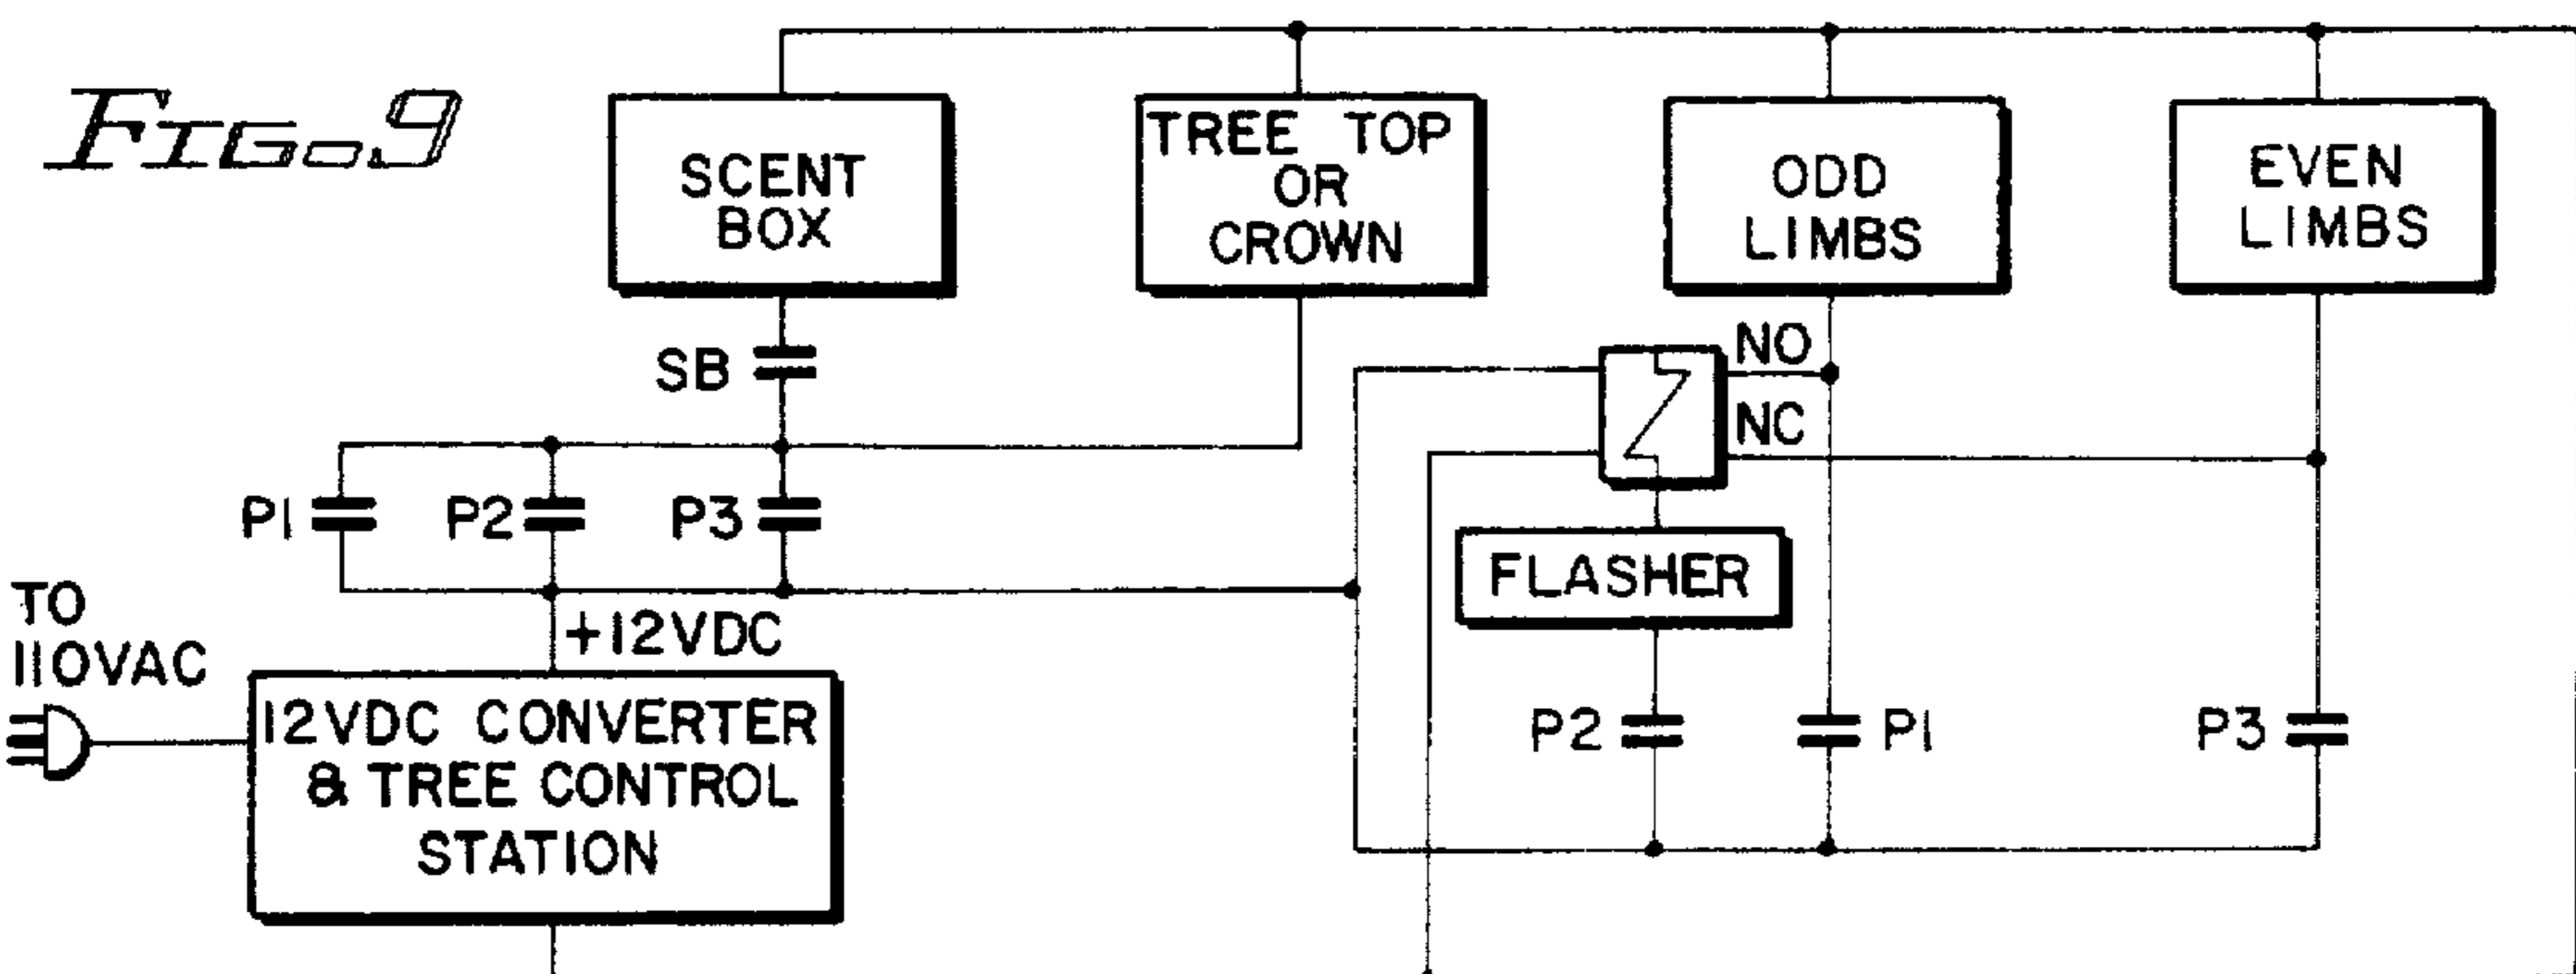 FIG. 9
SCENT
BOX
TREE TOP
OR
CROWN
ODD
LIMBS
EVEN
LIMBS
SB
NO
NC
P1
P2
P3
FLASHER
TO
110VAC
+12VDC
12VDC CONVERTER
& TREE CONTROL
STATION
P2
P1
P3